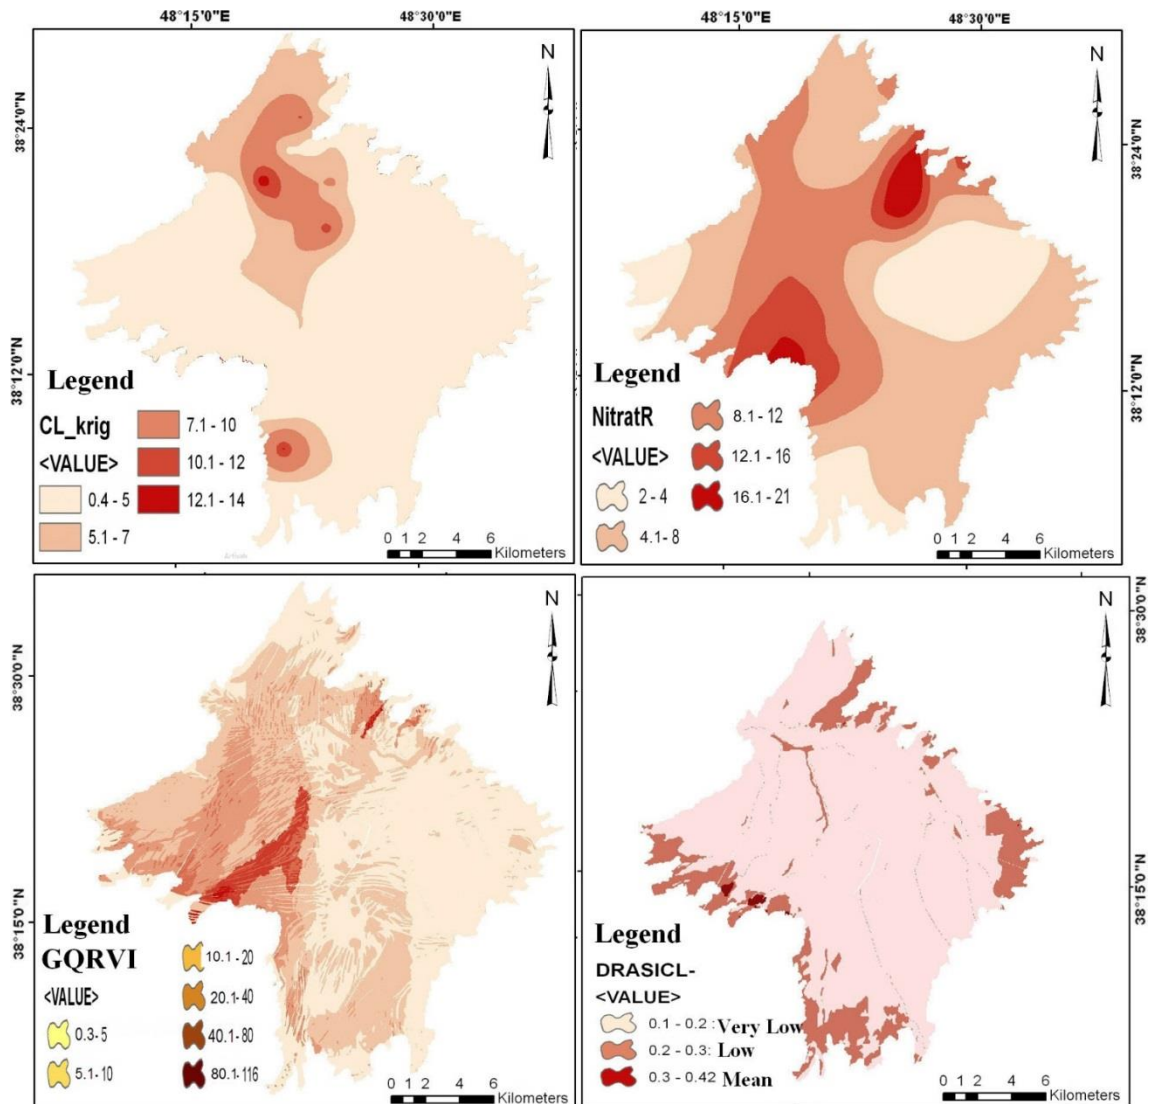 48°15'0"E 48°30'0"E
N
38°24'0"N
38°12'0"N
Legend
CL_krig
<VALUE>
0.4 - 5
5.1 - 7
7.1 - 10
10.1 - 12
12.1 - 14
0 1 2 4 6
Kilometers
48°15'0"E 48°30'0"E
N
38°24'0"N
38°12'0"N
Legend
NitratR
<VALUE>
2 - 4
4.1 - 8
8.1 - 12
12.1 - 16
16.1 - 21
0 1 2 4 6
Kilometers
N
38°30'0"N
38°15'0"N
Legend
GQRVI
<VALUE>
0.3-5
5.1-10
10.1-20
20.1-40
40.1-80
80.1-116
0 1 2 4 6
Kilometers
N
38°30'0"N
38°15'0"N
Legend
DRASICL-
<VALUE>
0.1 - 0.2 : Very Low
0.2 - 0.3: Low
0.3 - 0.42 Mean
0 1 2 4 6
Kilometers